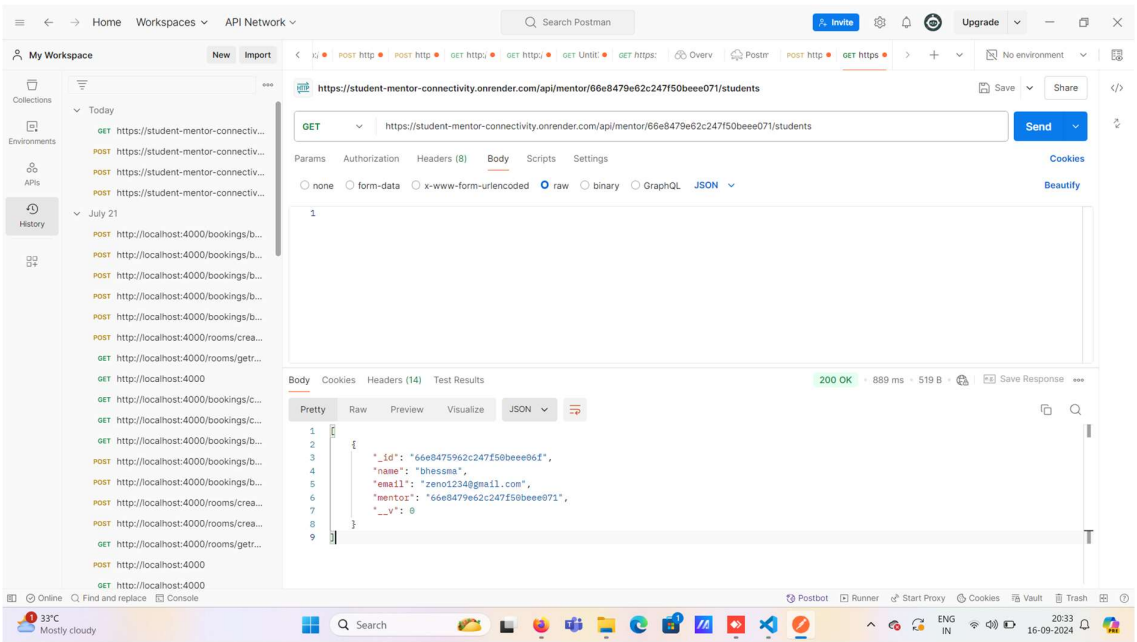 Home Workspaces API Network Search Postman Invite Upgrade
My Workspace New Import POST http GET http:/ GET http:/ GET Untit: GET https: Overv Postm POST http GET https No environment
https://student-mentor-connectivity.onrender.com/api/mentor/66e8479e62c247f50beee071/students Save Share
GET https://student-mentor-connectivity.onrender.com/api/mentor/66e8479e62c247f50beee071/students Send
Params Authorization Headers (8) Body Scripts Settings Cookies
none form-data x-www-form-urlencoded raw binary GraphQL JSON Beautify
1
Collections
Environments
APIs
History
Today
GET https://student-mentor-connectiv...
POST https://student-mentor-connectiv...
POST https://student-mentor-connectiv...
POST https://student-mentor-connectiv...
July 21
POST http://localhost:4000/bookings/b...
POST http://localhost:4000/bookings/b...
POST http://localhost:4000/bookings/b...
POST http://localhost:4000/bookings/b...
POST http://localhost:4000/bookings/b...
POST http://localhost:4000/rooms/crea...
GET http://localhost:4000/rooms/getr...
GET http://localhost:4000
GET http://localhost:4000/bookings/c...
GET http://localhost:4000/bookings/c...
GET http://localhost:4000/bookings/b...
POST http://localhost:4000/bookings/b...
POST http://localhost:4000/bookings/b...
POST http://localhost:4000/rooms/crea...
POST http://localhost:4000/rooms/crea...
GET http://localhost:4000/rooms/getr...
POST http://localhost:4000
GET http://localhost:4000
Body Cookies Headers (14) Test Results 200 OK 889 ms 519 B Save Response
Pretty Raw Preview Visualize JSON
1 [
2 {
3 "_id": "66e8475962c247f50beee06f",
4 "name": "bhessma",
5 "email": "zeno1234@gmail.com",
6 "mentor": "66e8479e62c247f50beee071",
7 "__v": 0
8 }
9 ]
Online Find and replace Console Postbot Runner Start Proxy Cookies Vault Trash
1 33°C Search 1 ENG 20:33
Mostly cloudy IN 16-09-2024 PRE